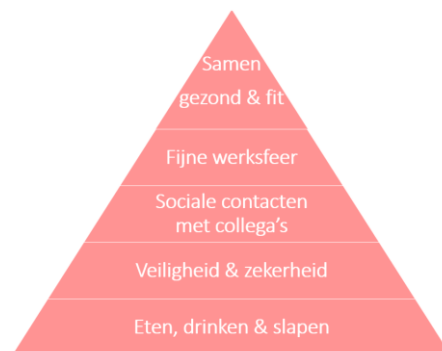 Samen
gezond & fit
Fijne werksfeer
Sociale contacten
met collega's
Veiligheid & zekerheid
Eten, drinken & slapen